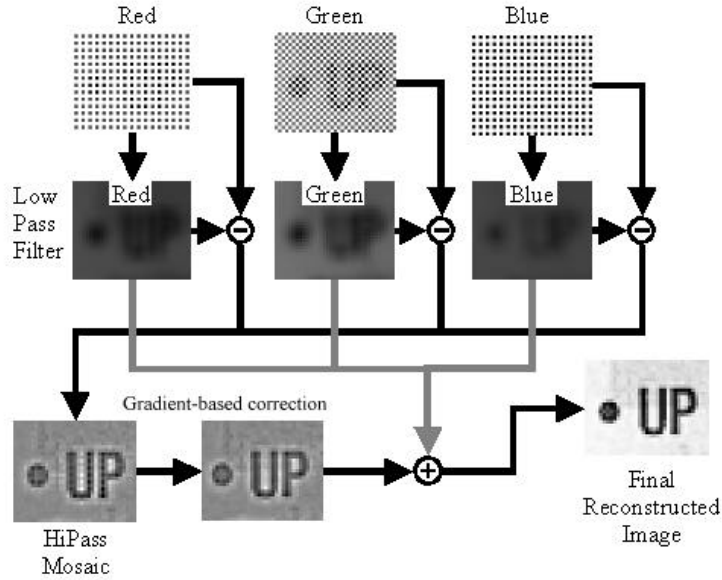 Red Green Blue
UP
Low
Pass
Filter
Red Green Blue
UP UP UP
Gradient-based correction
UP UP UP
HiPass
Mosaic
Final
Reconstructed
Image